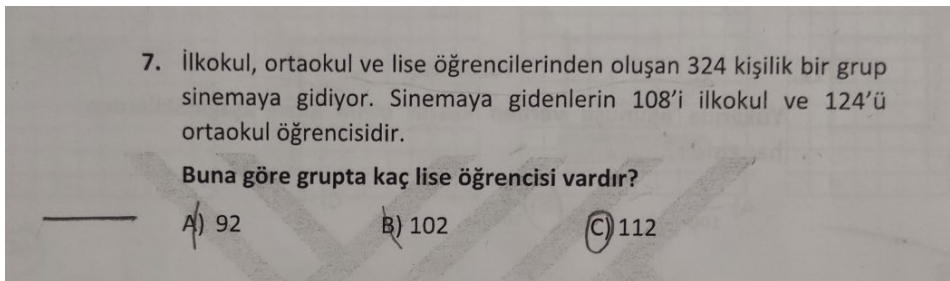 7. İlkokul, ortaokul ve lise öğrencilerinden oluşan 324 kişilik bir grup
sinemaya gidiyor. Sinemaya gidenlerin 108'i ilkokul ve 124'ü
ortaokul öğrencisidir.
Buna göre grupta kaç lise öğrencisi vardır?
A) 92 B) 102 C) 112